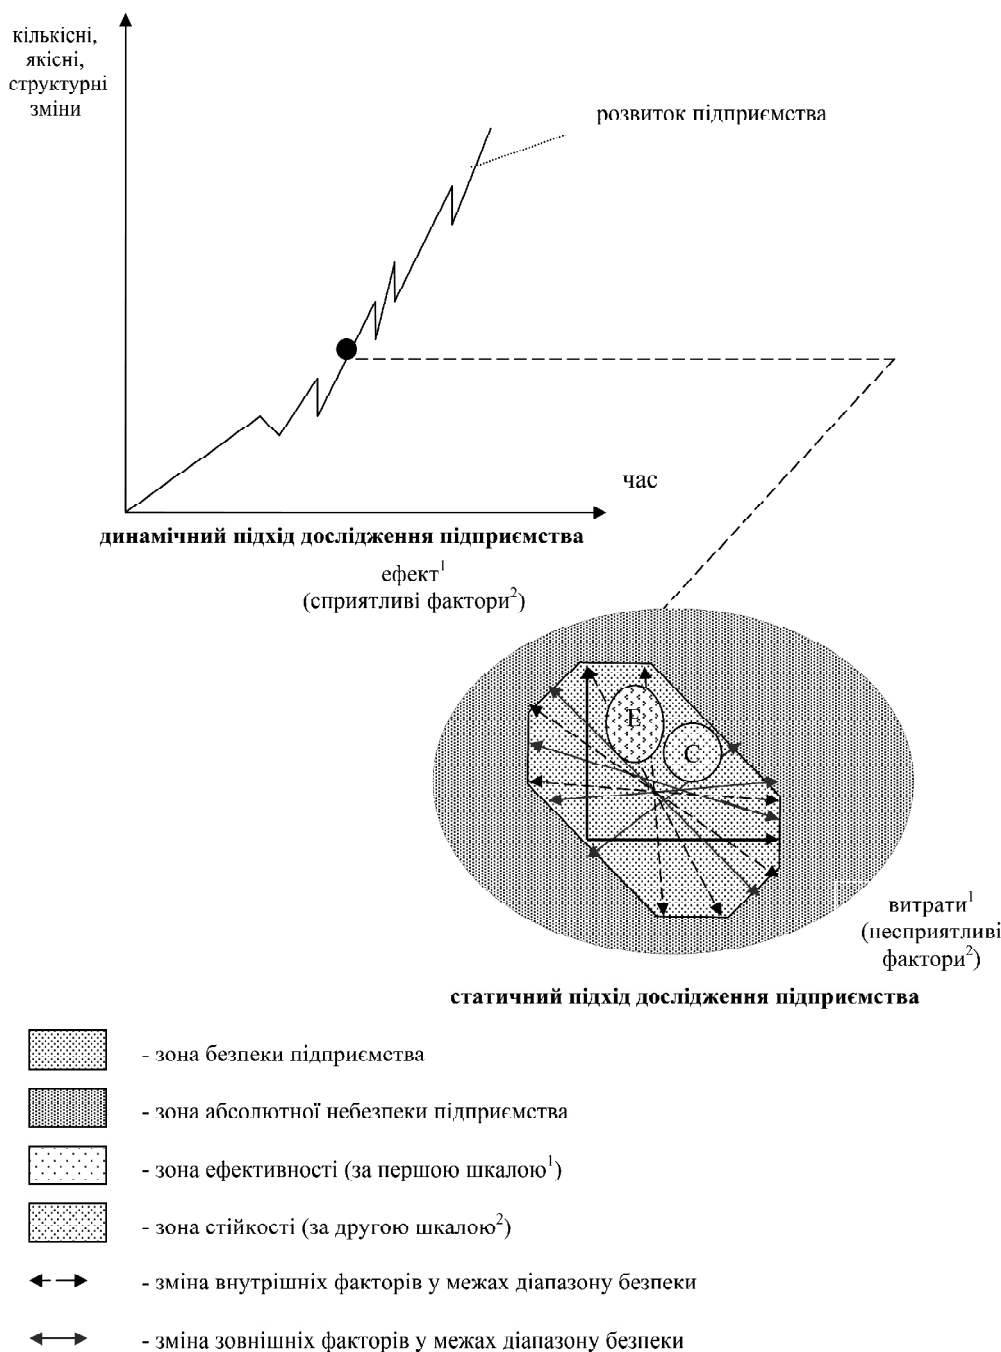 кількісні,
якісні,
структурні
зміни
розвиток підприємства
час
динамічний підхід дослідження підприємства
ефект¹
(сприятливі фактори²)
Е
С
витрати¹
(несприятливі
фактори²)
статичний підхід дослідження підприємства
- зона безпеки підприємства
- зона абсолютної небезпеки підприємства
- зона ефективності (за першою шкалою¹)
- зона стійкості (за другою шкалою²)
- зміна внутрішніх факторів у межах діапазону безпеки
- зміна зовнішніх факторів у межах діапазону безпеки